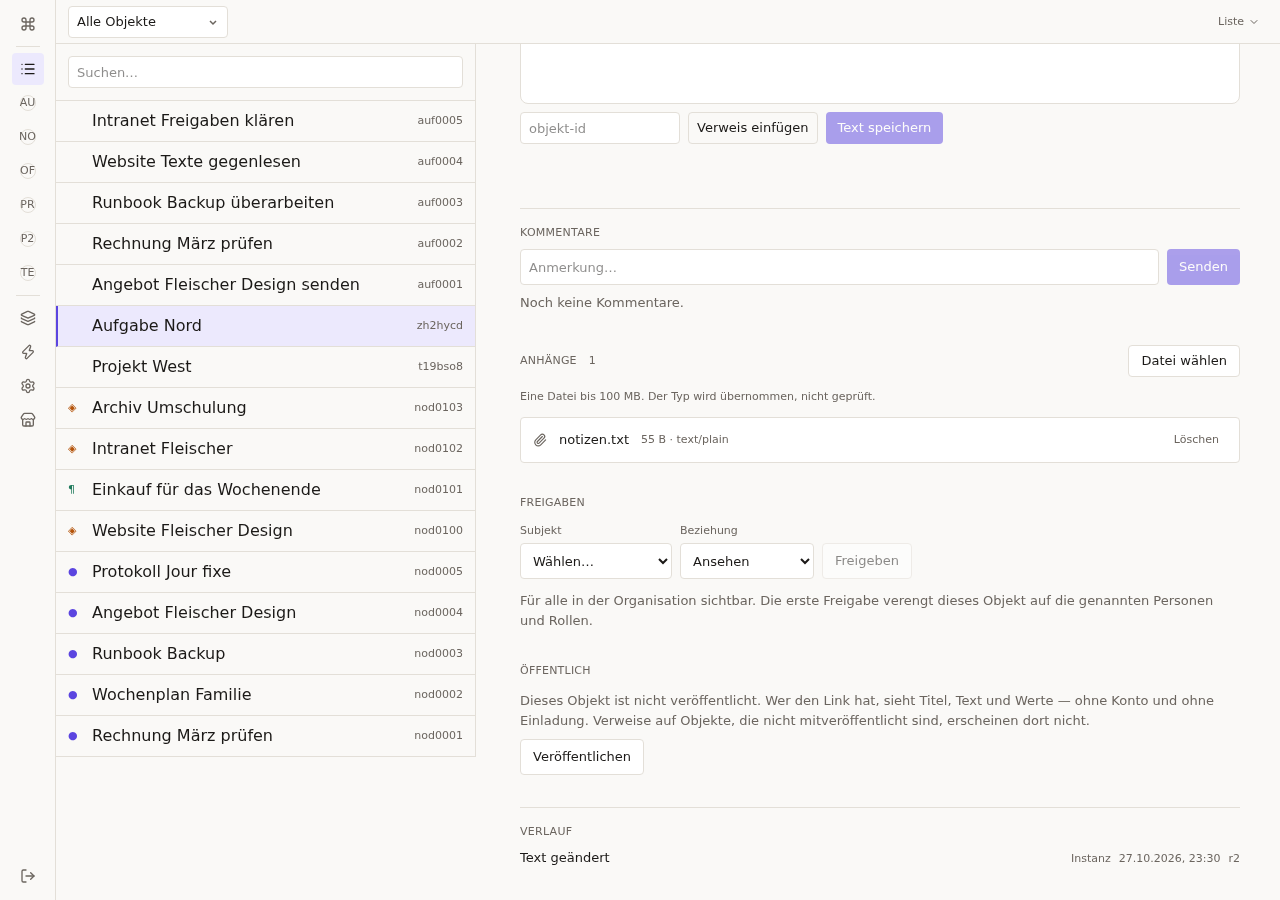 Alle Objekte
Liste
AU
NO
OF
PR
P2
TE
Suchen…
Intranet Freigaben klären auf0005
Website Texte gegenlesen auf0004
Runbook Backup überarbeiten auf0003
Rechnung März prüfen auf0002
Angebot Fleischer Design senden auf0001
Aufgabe Nord zh2hycd
Projekt West t19bso8
Archiv Umschulung nod0103
Intranet Fleischer nod0102
¶ Einkauf für das Wochenende nod0101
Website Fleischer Design nod0100
Protokoll Jour fixe nod0005
Angebot Fleischer Design nod0004
Runbook Backup nod0003
Wochenplan Familie nod0002
Rechnung März prüfen nod0001
objekt-id Verweis einfügen Text speichern
KOMMENTARE
Anmerkung… Senden
Noch keine Kommentare.
ANHÄNGE 1 Datei wählen
Eine Datei bis 100 MB. Der Typ wird übernommen, nicht geprüft.
notizen.txt 55 B · text/plain Löschen
FREIGABEN
Subjekt Beziehung
Wählen… Ansehen Freigeben
Für alle in der Organisation sichtbar. Die erste Freigabe verengt dieses Objekt auf die genannten Personen
und Rollen.
ÖFFENTLICH
Dieses Objekt ist nicht veröffentlicht. Wer den Link hat, sieht Titel, Text und Werte — ohne Konto und ohne
Einladung. Verweise auf Objekte, die nicht mitveröffentlicht sind, erscheinen dort nicht.
Veröffentlichen
VERLAUF
Text geändert Instanz 27.10.2026, 23:30 r2